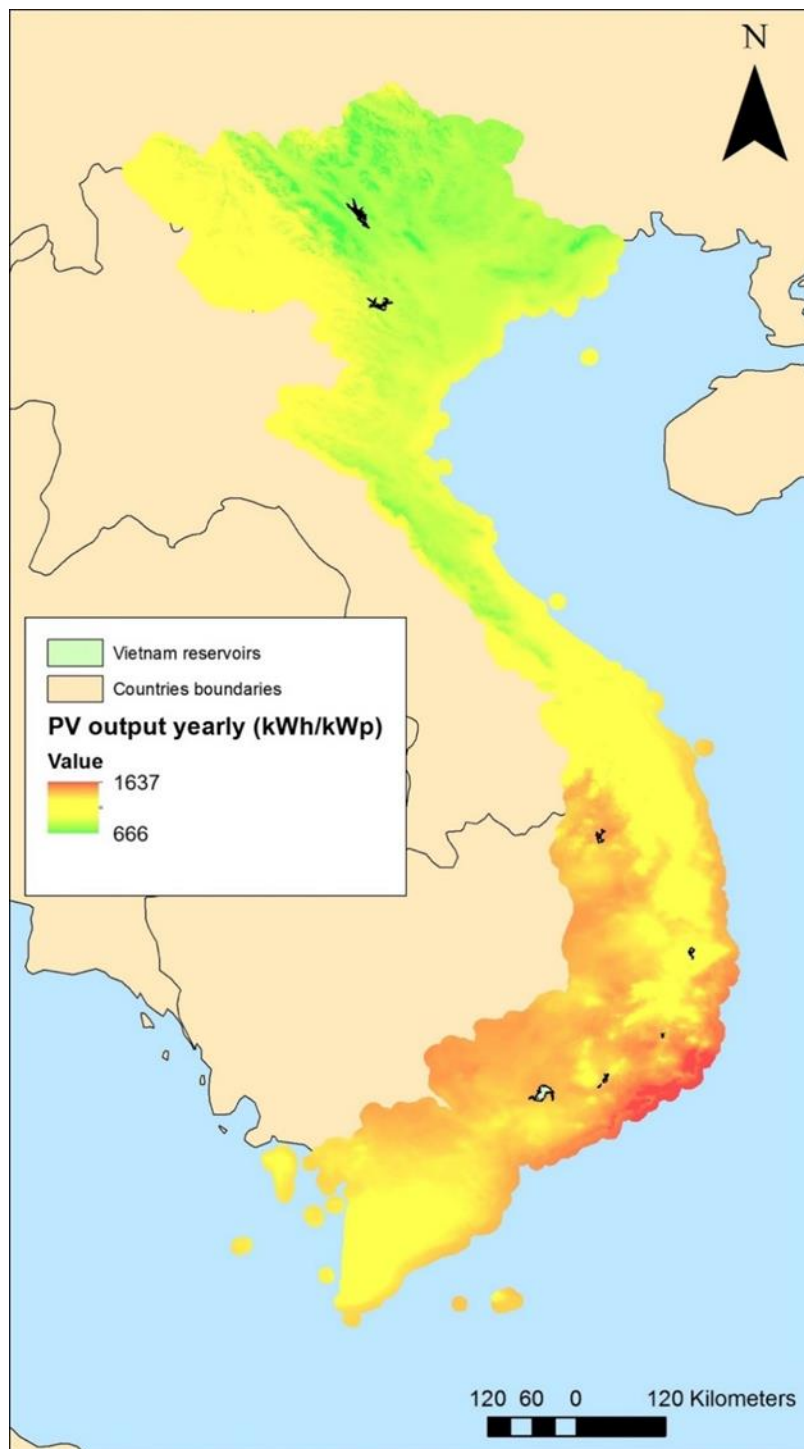 N
Vietnam reservoirs
Countries boundaries
PV output yearly (kWh/kWp)
Value
1637
666
120 60 0 120 Kilometers